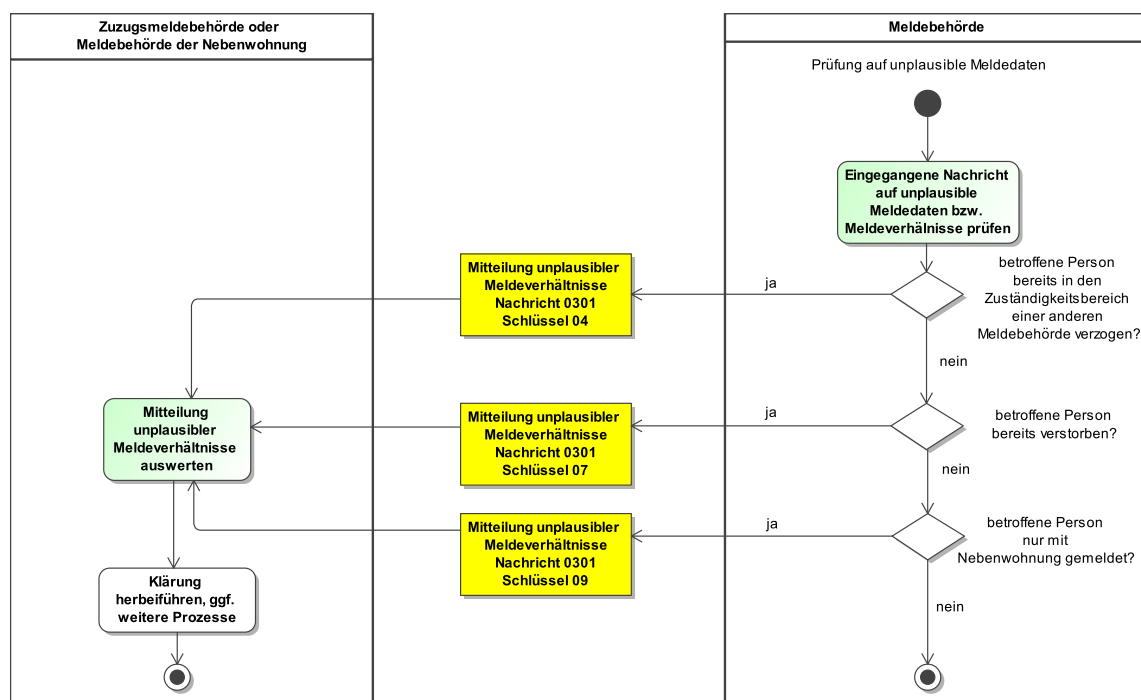 Zuzugsmeldebehörde oder
Meldebehörde der Nebenwohnung
Meldebehörde
Prüfung auf unplausible Meldedaten
Eingegangene Nachricht
auf unplausible
Meldedaten bzw.
Meldeverhälnisse prüfen
betroffene Person
bereits in den
Zuständigkeitsbereich
einer anderen
Meldebehörde verzogen?
ja
Mitteilung unplausibler
Meldeverhältnisse
Nachricht 0301
Schlüssel 04
nein
betroffene Person
bereits verstorben?
ja
Mitteilung unplausibler
Meldeverhältnisse
Nachricht 0301
Schlüssel 07
Mitteilung
unplausibler
Meldeverhältnisse
auswerten
nein
betroffene Person
nur mit
Nebenwohnung gemeldet?
ja
Mitteilung unplausibler
Meldeverhältnisse
Nachricht 0301
Schlüssel 09
Klärung
herbeiführen, ggf.
weitere Prozesse
nein